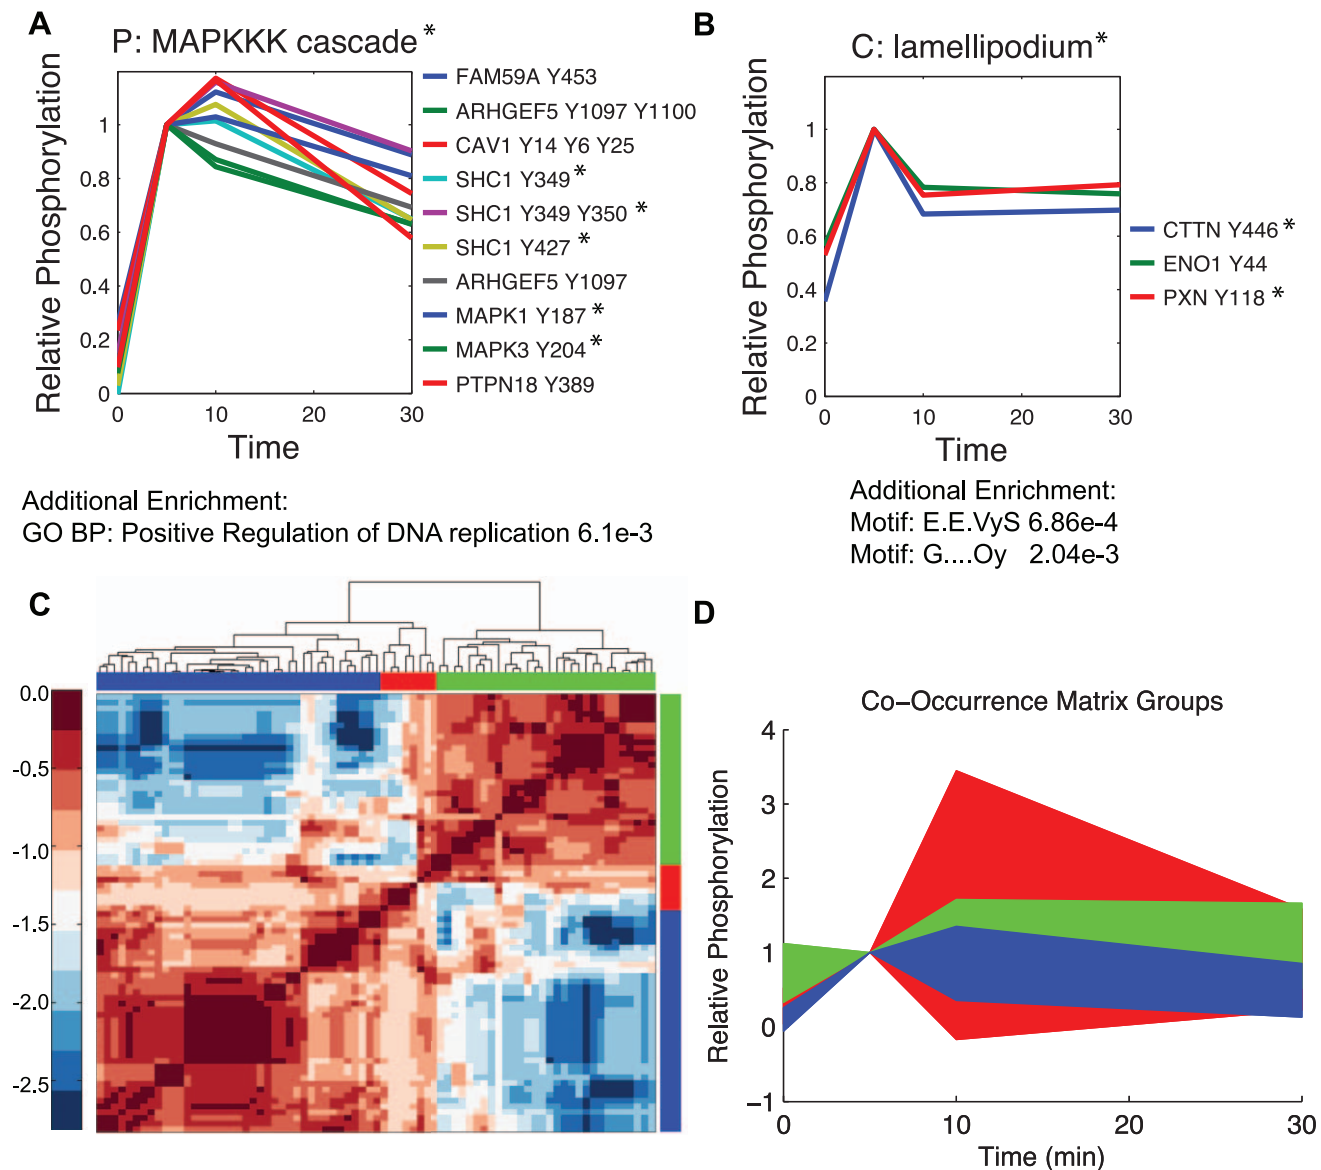 A
P: MAPKKK cascade*
Relative Phosphorylation
1
0.8
0.6
0.4
0.2
0
0 10 20 30
Time
FAM59A Y453
ARHGEF5 Y1097 Y1100
CAV1 Y14 Y6 Y25
SHC1 Y349*
SHC1 Y349 Y350*
SHC1 Y427*
ARHGEF5 Y1097
MAPK1 Y187*
MAPK3 Y204*
PTPN18 Y389
Additional Enrichment:
GO BP: Positive Regulation of DNA replication 6.1e-3
B
C: lamellipodium*
Relative Phosphorylation
1
0.8
0.6
0.4
0.2
0
0 10 20 30
Time
CTTN Y446*
ENO1 Y44
PXN Y118*
Additional Enrichment:
Motif: E.E.VyS 6.86e-4
Motif: G....Oy 2.04e-3
C
0.0
-0.5
-1.0
-1.5
-2.0
-2.5
D
Co-Occurrence Matrix Groups
Relative Phosphorylation
4
3
2
1
0
-1
0 10 20 30
Time (min)